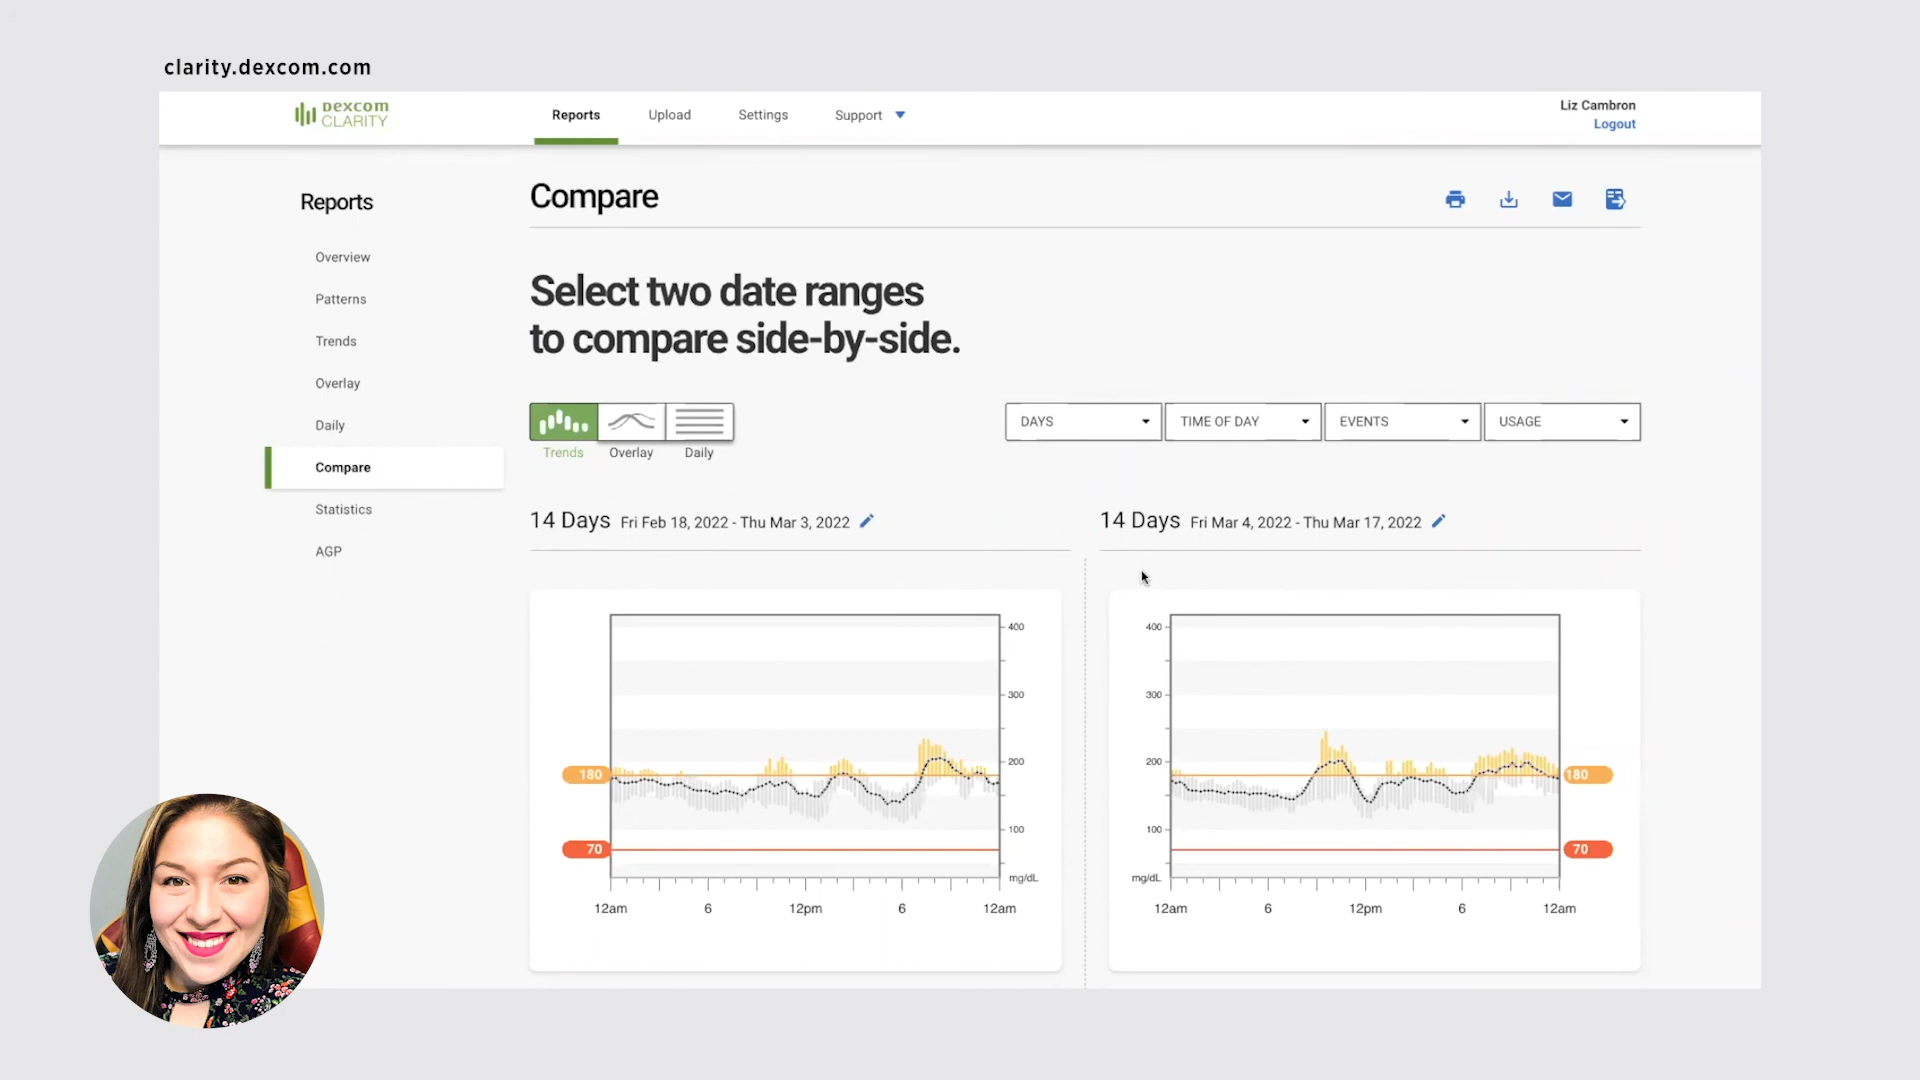 clarity.dexcom.com
Dexcom
CLARITY
Reports
Upload
Settings
Support
Liz Cambron
Logout
Reports
Overview
Patterns
Trends
Overlay
Daily
Compare
Statistics
AGP
Compare
Select two date ranges
to compare side-by-side.
Trends
Overlay
Daily
DAYS
TIME OF DAY
EVENTS
USAGE
14 Days Fri Feb 18, 2022 - Thu Mar 3, 2022
14 Days Fri Mar 4, 2022 - Thu Mar 17, 2022
400
300
200
100
mg/dL
180
70
12am 6 12pm 6 12am
400
300
200
100
mg/dL
180
70
12am 6 12pm 6 12am